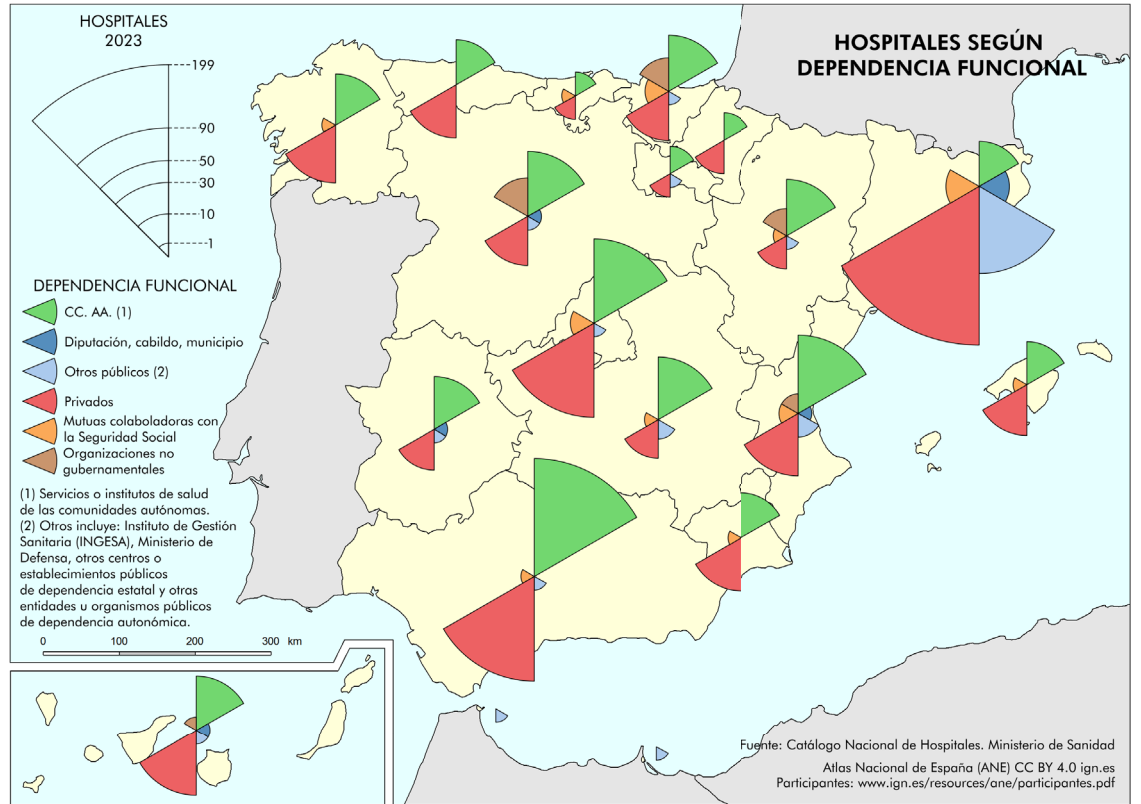 HOSPITALES
2023
199
90
50
30
10
1
HOSPITALES SEGÚN
DEPENDENCIA FUNCIONAL
DEPENDENCIA FUNCIONAL
CC. AA. (1)
Diputación, cabildo, municipio
Otros públicos (2)
Privados
Mutuas colaboladoras con
la Seguridad Social
Organizaciones no
gubernamentales
(1) Servicios o institutos de salud
de las comunidades autónomas.
(2) Otros incluye: Instituto de Gestión
Sanitaria (INGESA), Ministerio de
Defensa, otros centros o
establecimientos públicos
de dependencia estatal y otras
entidades u organismos públicos
de dependencia autonómica.
0 100 200 300 km
Fuente: Catálogo Nacional de Hospitales. Ministerio de Sanidad
Atlas Nacional de España (ANE) CC BY 4.0 ign.es
Participantes: www.ign.es/resources/ane/participantes.pdf